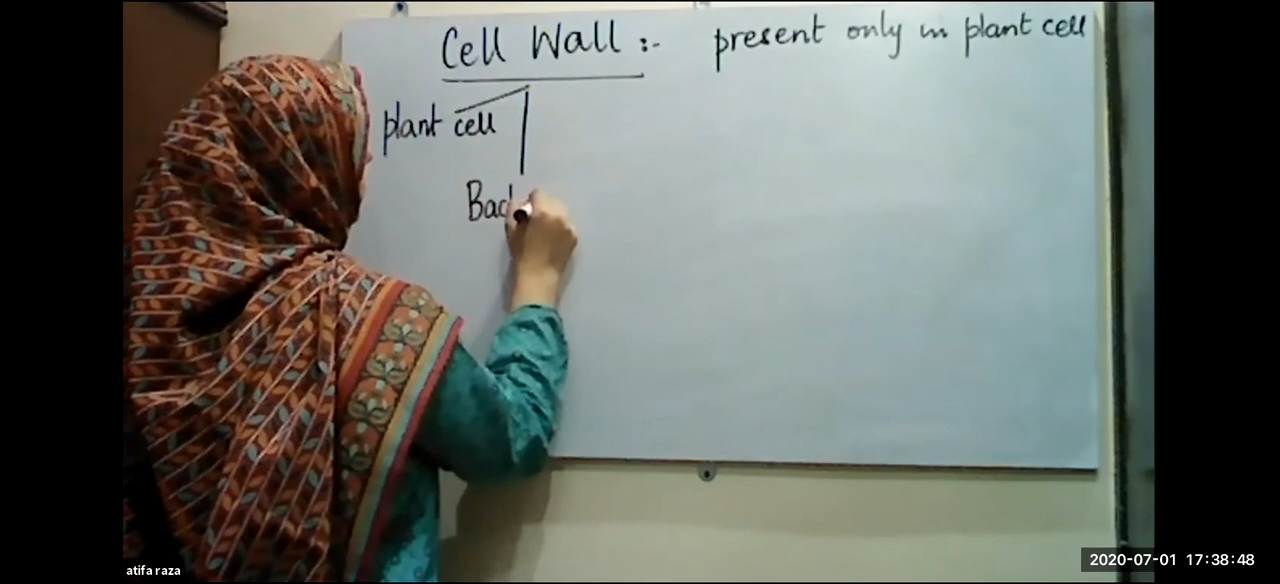 Cell Wall :- present only in plant cell
plant cell
Bac
atifa raza
2020-07-01 17:38:48